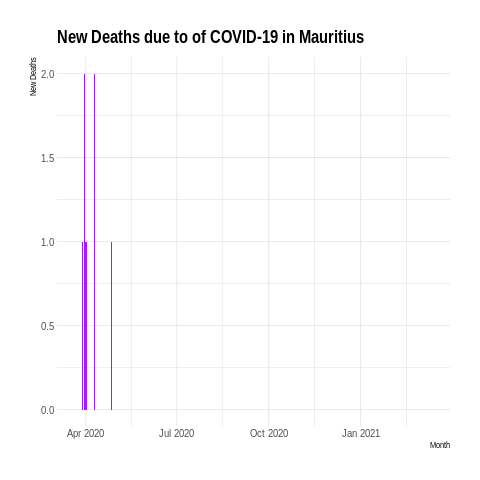 New Deaths due to of COVID-19 in Mauritius
New Deaths
2.0
1.5
1.0
0.5
0.0
Apr 2020 Jul 2020 Oct 2020 Jan 2021
Month